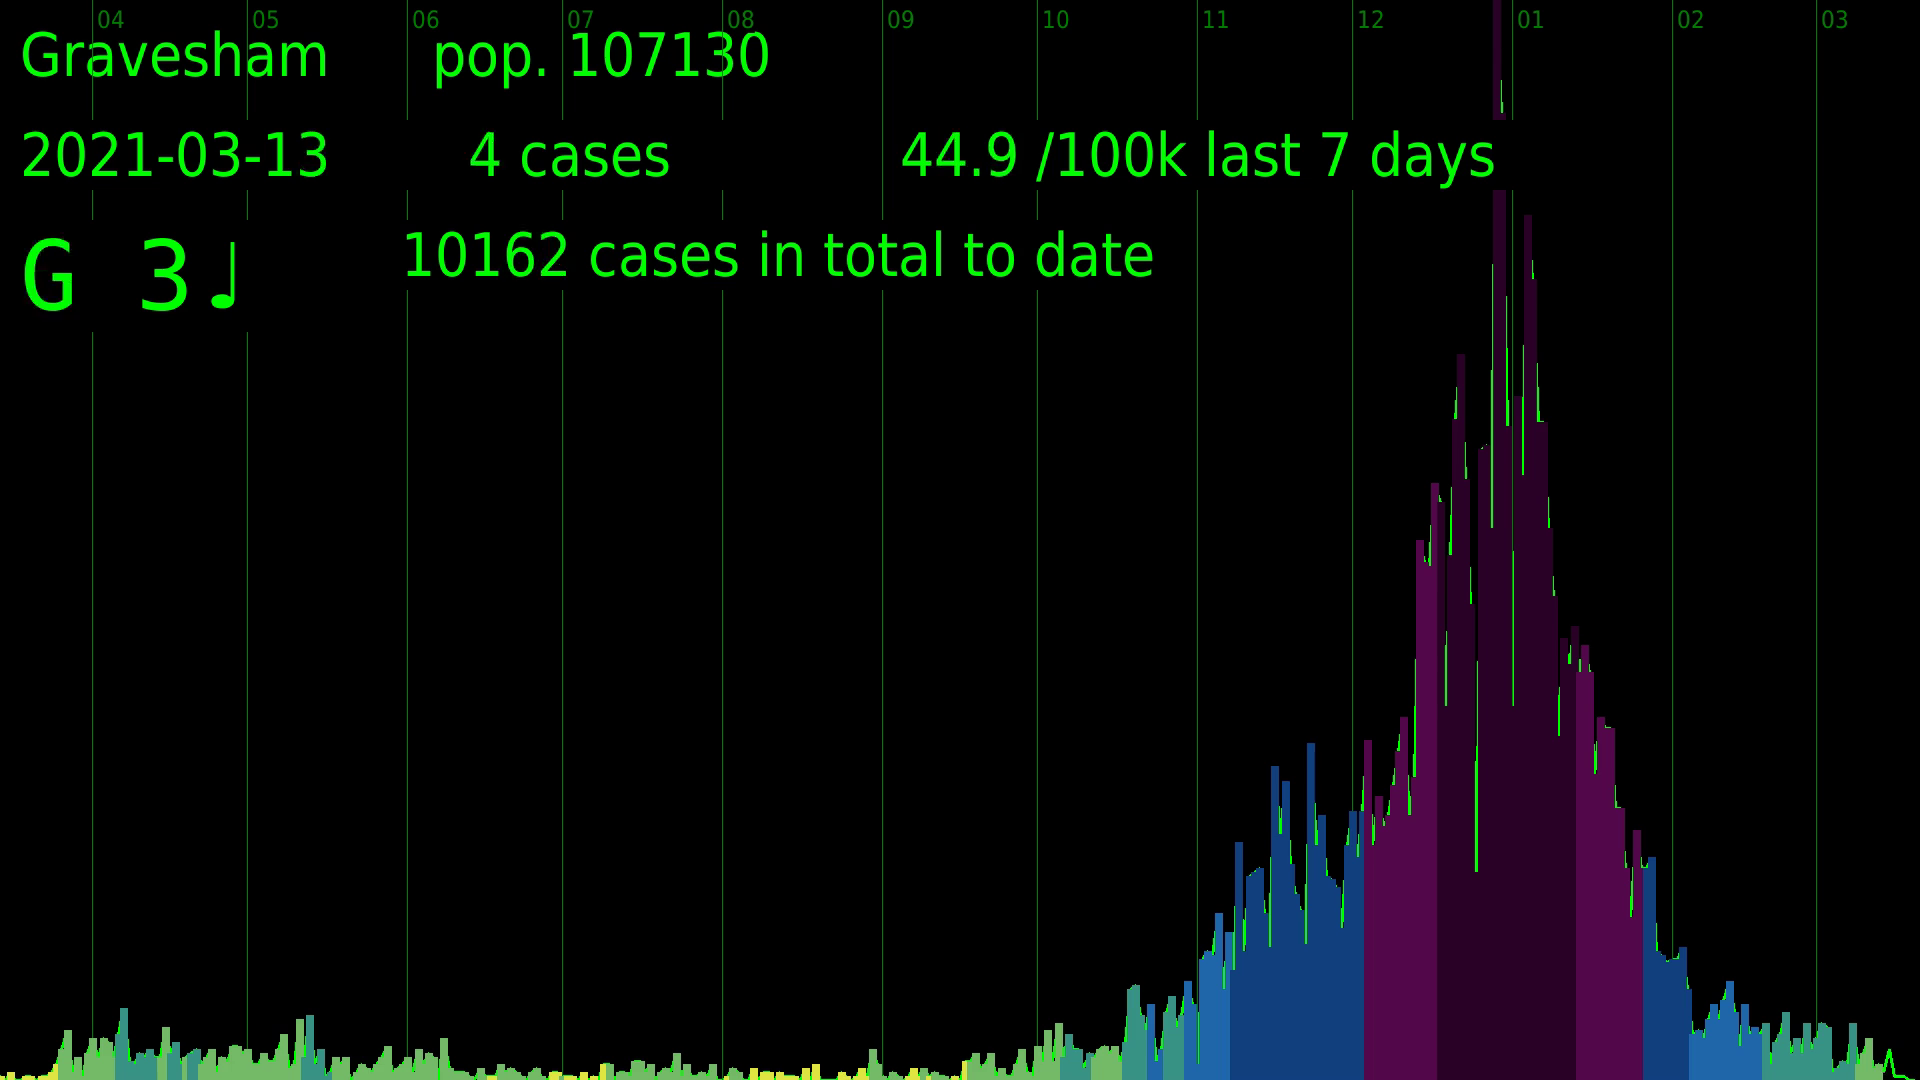 04 05 06 07 08 09 10 11 12 01 02 03
Gravesham pop. 107130
2021-03-13 4 cases 44.9 /100k last 7 days
G 3♩ 10162 cases in total to date